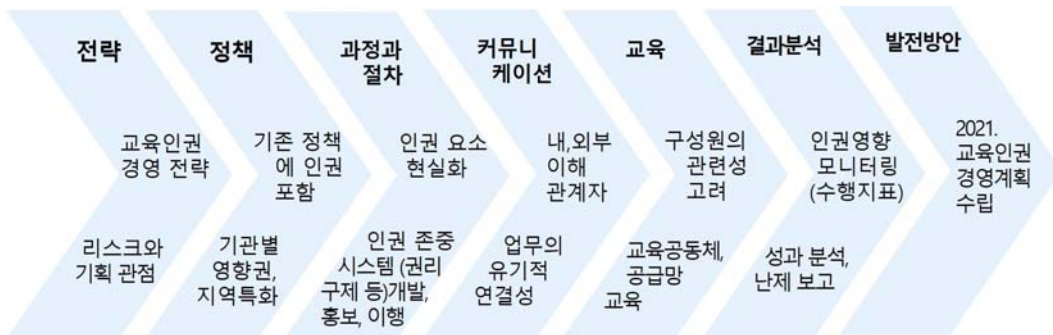 전략
교육인권
경영 전략
리스크와
기획 관점
정책
기존 정책
에 인권
포함
기관별
영향권,
지역특화
과정과
절차
인권 요소
현실화
인권 존중
시스템 (권리
구제 등)개발,
홍보, 이행
커뮤니
케이션
내,외부
이해
관계자
업무의
유기적
연결성
교육
구성원의
관련성
고려
교육공동체,
공급망
교육
결과분석
인권영향
모니터링
(수행지표)
성과 분석,
난제 보고
발전방안
2021.
교육인권
경영계획
수립